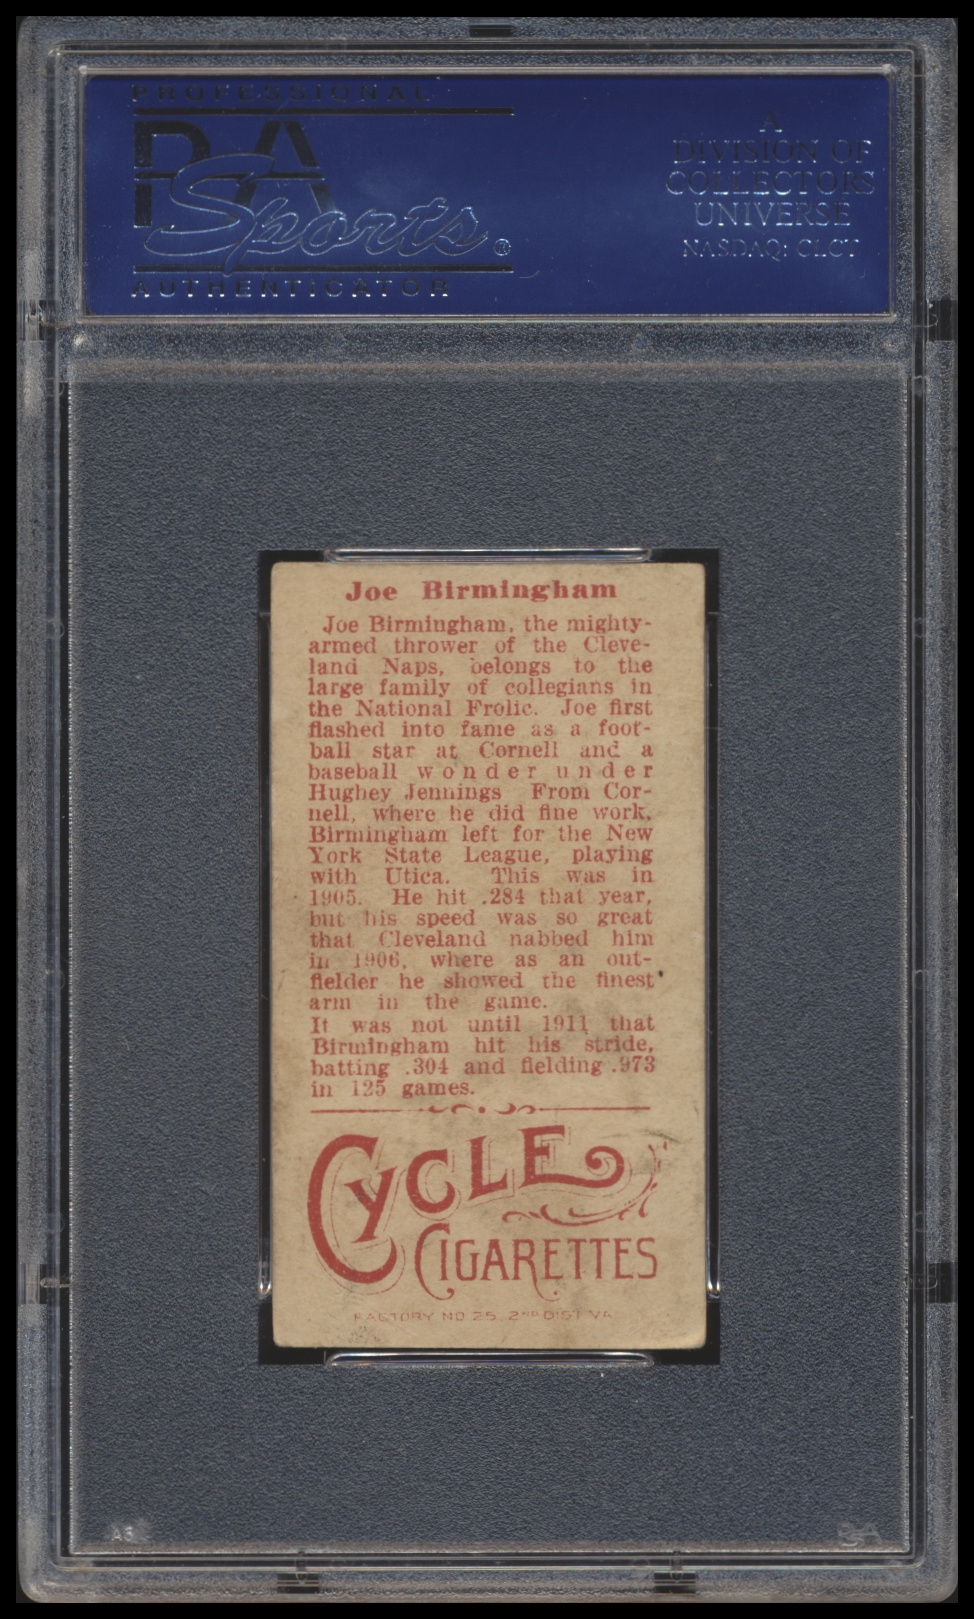 PROFESSIONAL
PSA
Sports®
AUTHENTICATOR
A
DIVISION OF
COLLECTORS
UNIVERSE
NASDAQ: CLCT
Joe Birmingham
Joe Birmingham, the mighty-
armed thrower of the Cleve-
land Naps, belongs to the
large family of collegians in
the National Frolic. Joe first
flashed into fame as a foot-
ball star at Cornell and a
baseball wonder under
Hughey Jennings From Cor-
nell, where he did fine work,
Birmingham left for the New
York State League, playing
with Utica. This was in
1905. He hit .284 that year,
but his speed was so great
that Cleveland nabbed him
in 1906, where as an out-
fielder he showed the finest
arm in the game.
It was not until 1911 that
Birmingham hit his stride,
batting .304 and fielding .973
in 125 games.
CYCLE
CIGARETTES
FACTORY NO 25, 2ND DIST VA
A3
PSA